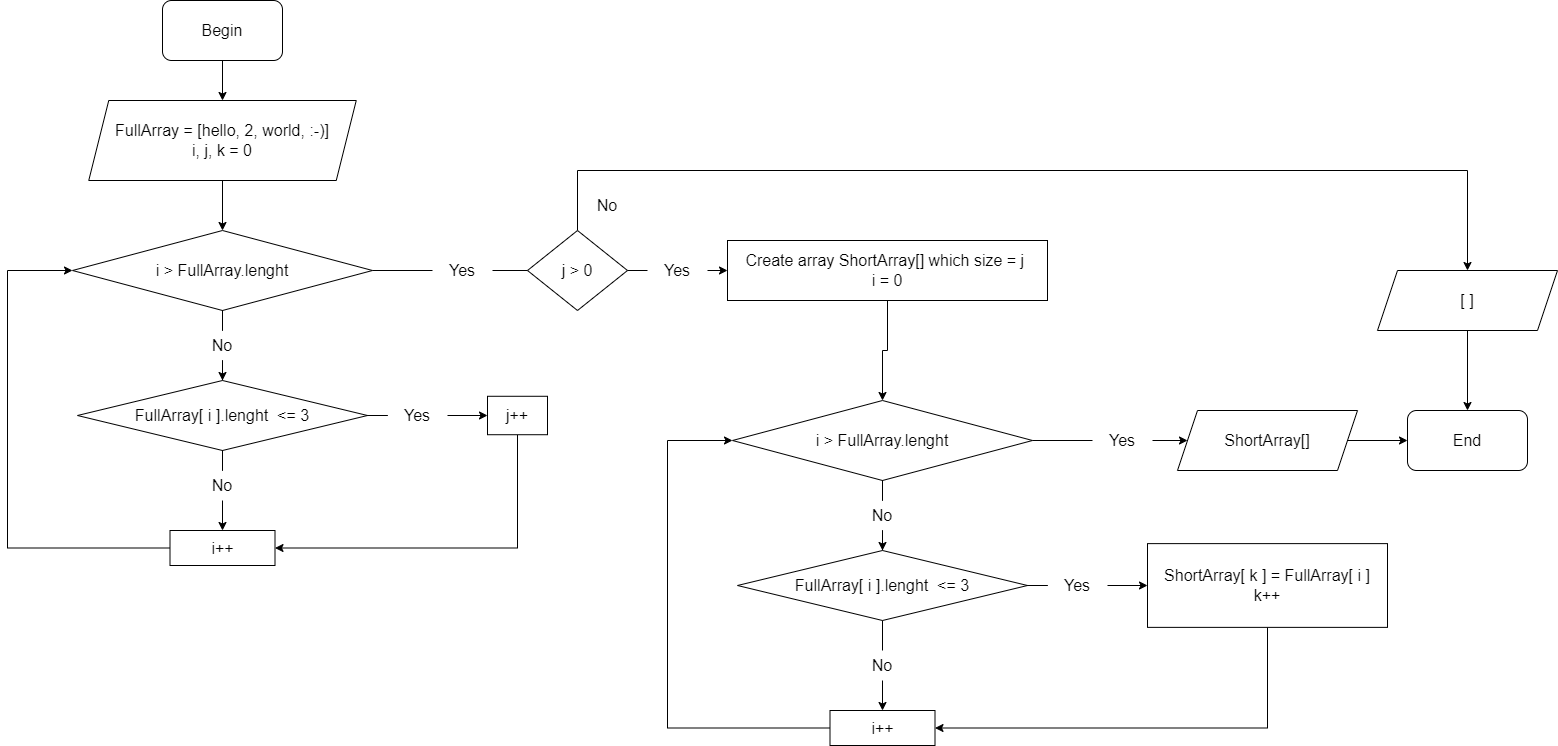 Begin
FullArray = [hello, 2, world, :-)]
i, j, k = 0
i > FullArray.lenght
Yes
j > 0
No
Yes
Create array ShortArray[] which size = j
i = 0
[ ]
No
FullArray[ i ].lenght <= 3
Yes
j++
No
i++
i > FullArray.lenght
Yes
ShortArray[]
End
No
FullArray[ i ].lenght <= 3
Yes
ShortArray[ k ] = FullArray[ i ]
k++
No
i++